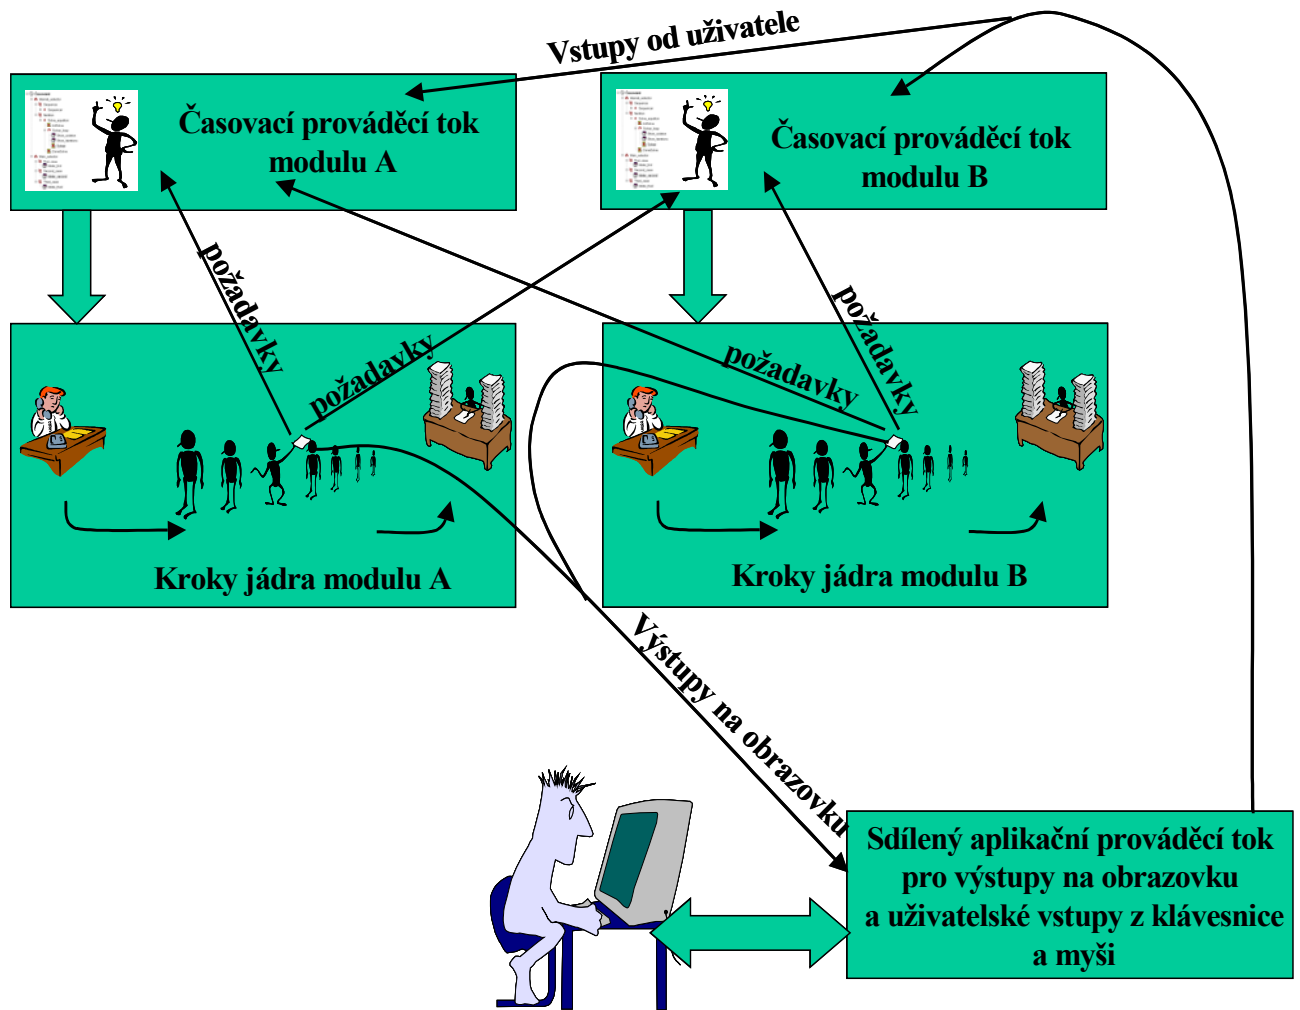 Vstupy od uživatele
Časovací prováděcí tok
modulu A
Časovací prováděcí tok
modulu B
požadavky
požadavky
požadavky
požadavky
Kroky jádra modulu A
Kroky jádra modulu B
Výstupy na obrazovku
Sdílený aplikační prováděcí tok
pro výstupy na obrazovku
a uživatelské vstupy z klávesnice
a myši